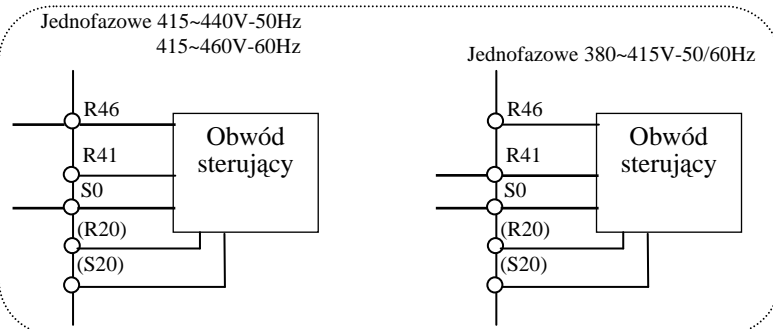 Jednofazowe 415~440V-50Hz
415~460V-60Hz
R46
Obwód
sterujący
R41
S0
(R20)
(S20)
Jednofazowe 380~415V-50/60Hz
R46
Obwód
sterujący
R41
S0
(R20)
(S20)